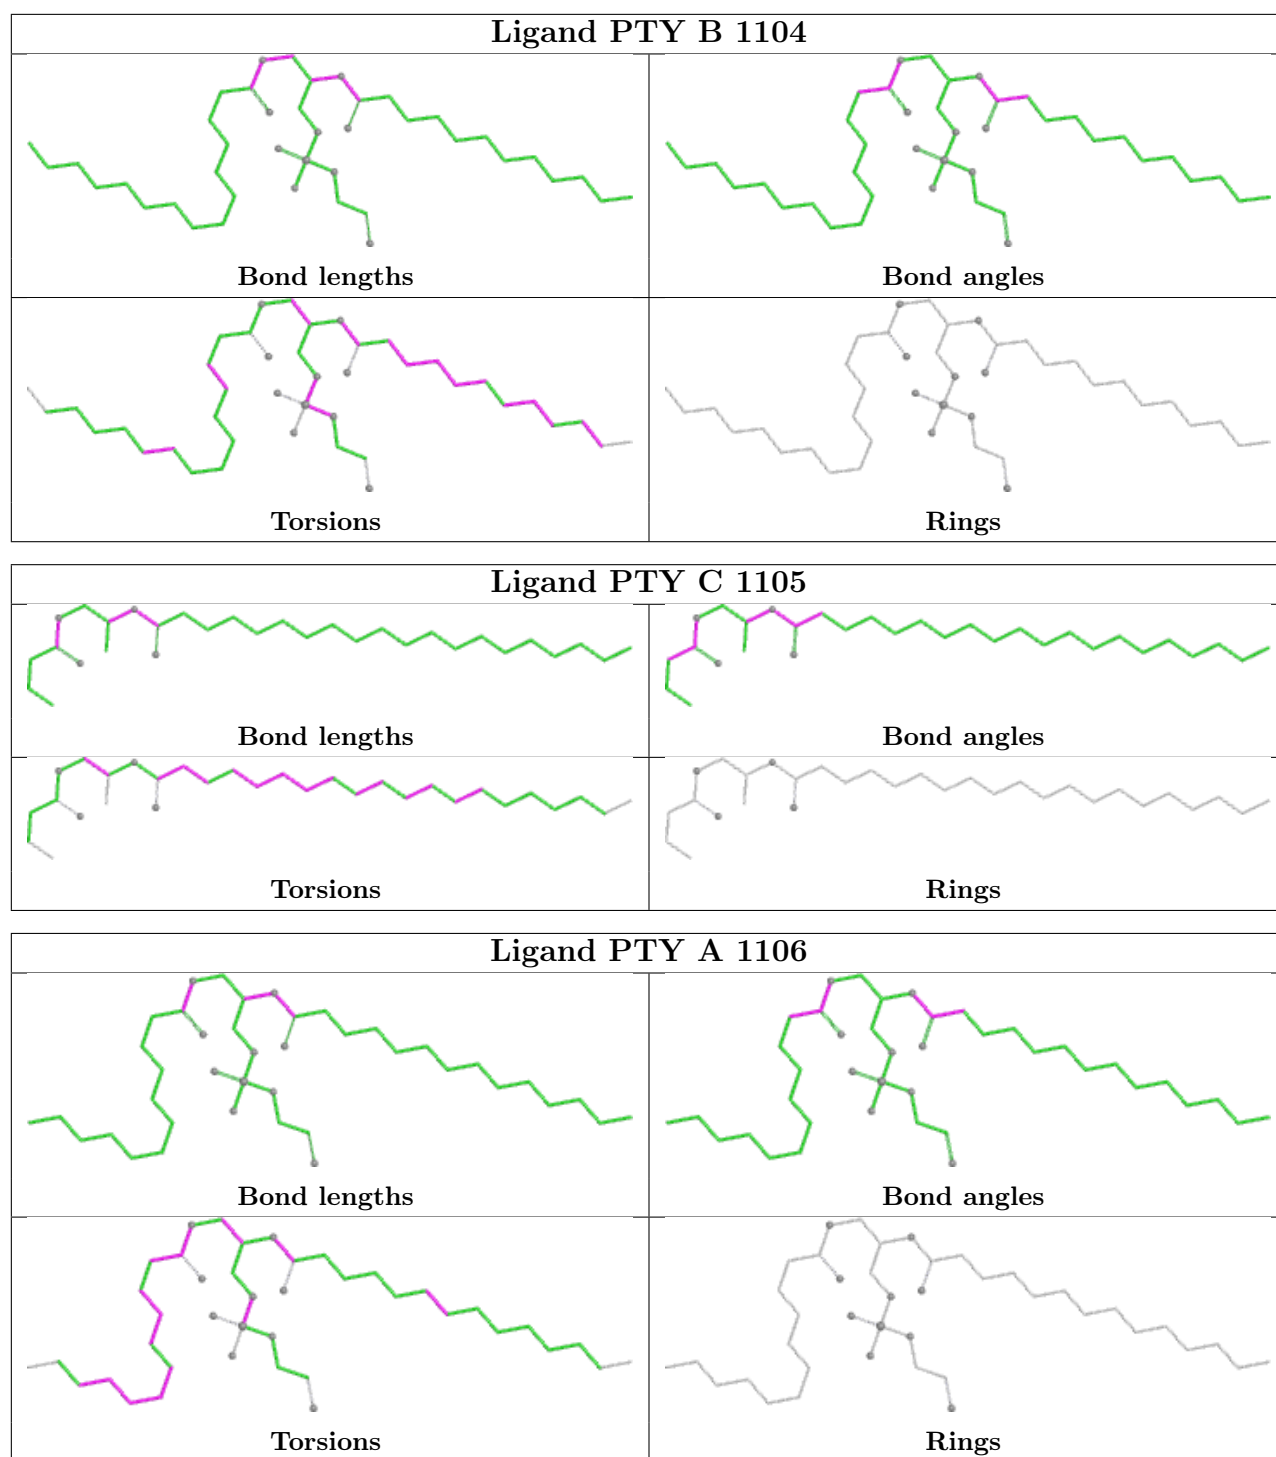 Ligand PTY B 1104
Bond lengths
Bond angles
Torsions
Rings
Ligand PTY C 1105
Bond lengths
Bond angles
Torsions
Rings
Ligand PTY A 1106
Bond lengths
Bond angles
Torsions
Rings